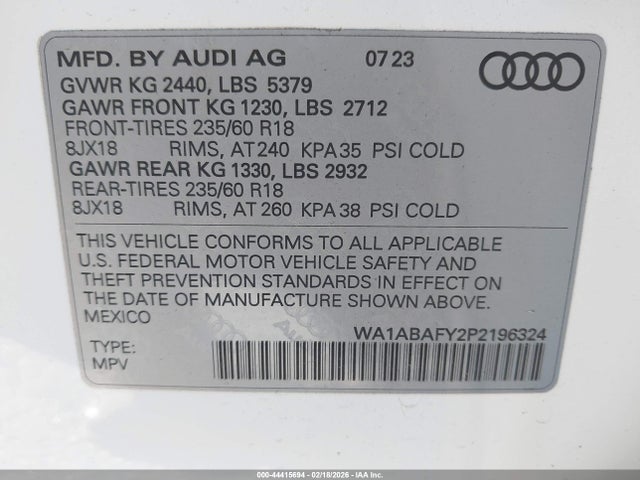 MFD. BY AUDI AG 07 23
GVWR KG 2440, LBS 5379
GAWR FRONT KG 1230, LBS 2712
FRONT-TIRES 235/60 R18
8JX18 RIMS, AT 240 KPA 35 PSI COLD
GAWR REAR KG 1330, LBS 2932
REAR-TIRES 235/60 R18
8JX18 RIMS, AT 260 KPA 38 PSI COLD
THIS VEHICLE CONFORMS TO ALL APPLICABLE
U.S. FEDERAL MOTOR VEHICLE SAFETY AND
THEFT PREVENTION STANDARDS IN EFFECT ON
THE DATE OF MANUFACTURE SHOWN ABOVE.
MEXICO
WA1ABAFY2P2196324
TYPE:
MPV
000-44415694 - 02/18/2026 - IAA Inc.